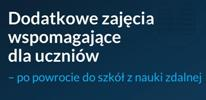 Dodatkowe zajęcia
wspomagające
dla uczniów
– po powrocie do szkół z nauki zdalnej